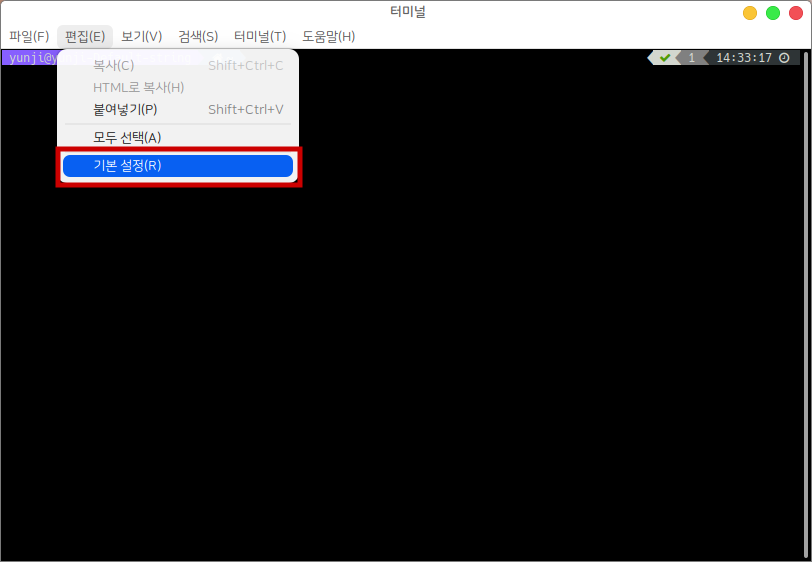 터미널
파일(F) 편집(E) 보기(V) 검색(S) 터미널(T) 도움말(H)
yunji@y 1 14:33:17
복사(C) Shift+Ctrl+C
HTML로 복사(H)
붙여넣기(P) Shift+Ctrl+V
모두 선택(A)
기본 설정(R)